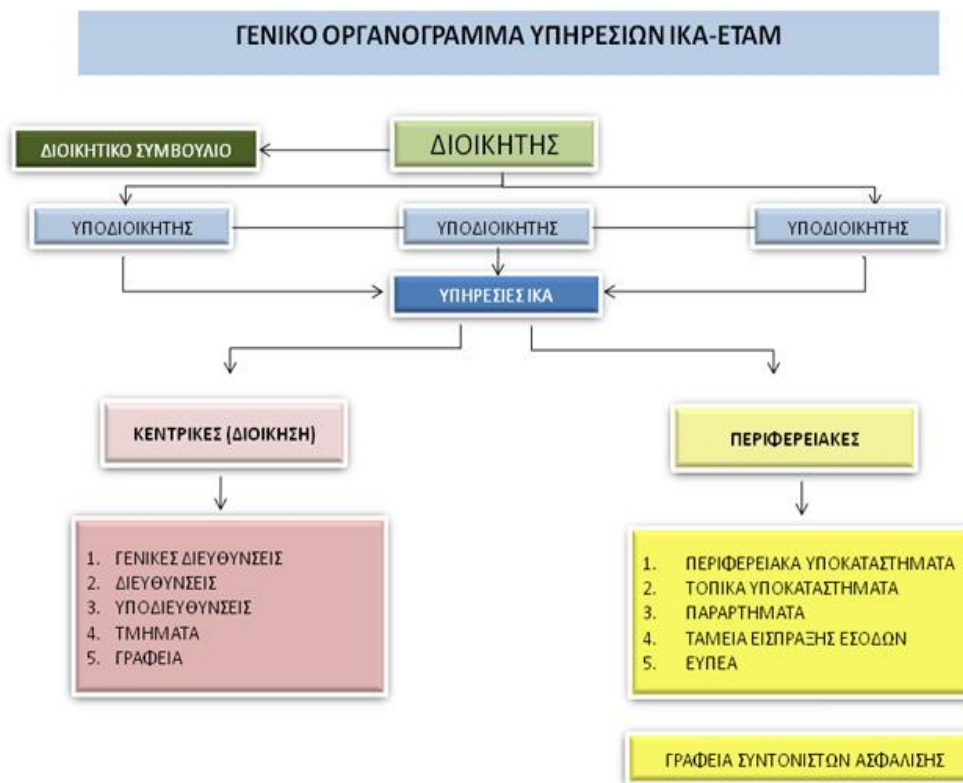 ΓΕΝΙΚΟ ΟΡΓΑΝΟΓΡΑΜΜΑ ΥΠΗΡΕΣΙΩΝ ΙΚΑ-ΕΤΑΜ
ΔΙΟΙΚΗΤΙΚΟ ΣΥΜΒΟΥΛΙΟ
ΔΙΟΙΚΗΤΗΣ
ΥΠΟΔΙΟΙΚΗΤΗΣ
ΥΠΟΔΙΟΙΚΗΤΗΣ
ΥΠΟΔΙΟΙΚΗΤΗΣ
ΥΠΗΡΕΣΙΕΣ ΙΚΑ
ΚΕΝΤΡΙΚΕΣ (ΔΙΟΙΚΗΣΗ)
ΠΕΡΙΦΕΡΕΙΑΚΕΣ
1. ΓΕΝΙΚΕΣ ΔΙΕΥΘΥΝΣΕΙΣ
2. ΔΙΕΥΘΥΝΣΕΙΣ
3. ΥΠΟΔΙΕΥΘΥΝΣΕΙΣ
4. ΤΜΗΜΑΤΑ
5. ΓΡΑΦΕΙΑ
1. ΠΕΡΙΦΕΡΕΙΑΚΑ ΥΠΟΚΑΤΑΣΤΗΜΑΤΑ
2. ΤΟΠΙΚΑ ΥΠΟΚΑΤΑΣΤΗΜΑΤΑ
3. ΠΑΡΑΡΤΗΜΑΤΑ
4. ΤΑΜΕΙΑ ΕΙΣΠΡΑΞΗΣ ΕΣΟΔΩΝ
5. ΕΥΠΕΑ
ΓΡΑΦΕΙΑ ΣΥΝΤΟΝΙΣΤΩΝ ΑΣΦΑΛΙΣΗΣ